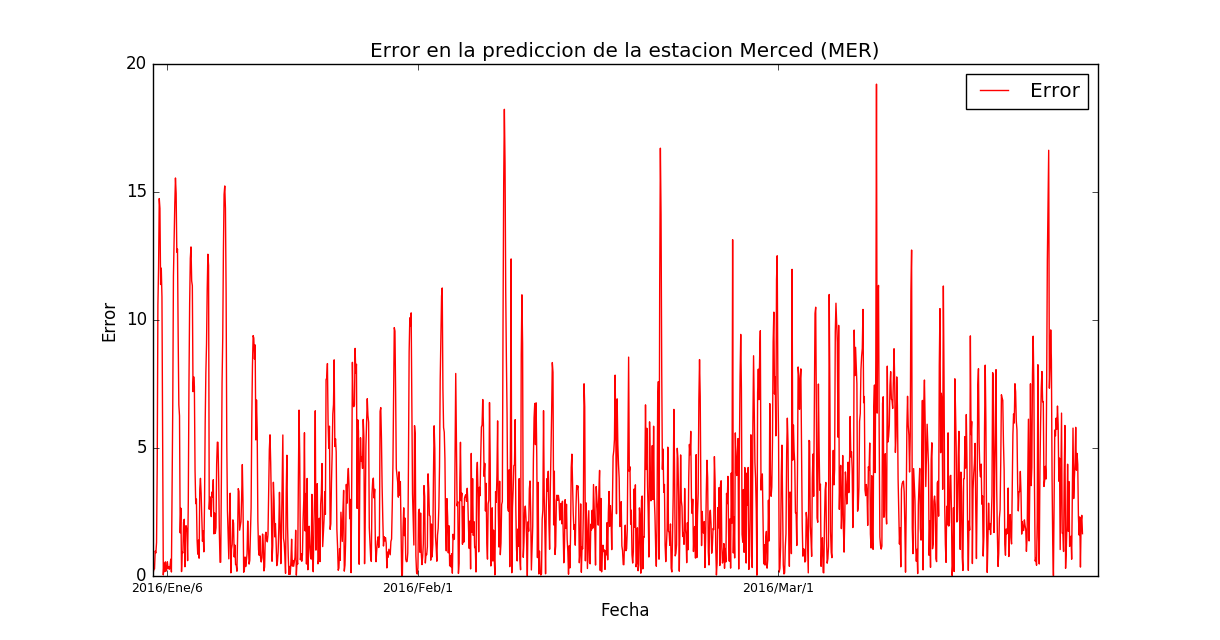 Error en la prediccion de la estacion Merced (MER)
Error
20
15
10
5
0
Error
2016/Ene/6
2016/Feb/1
2016/Mar/1
Fecha